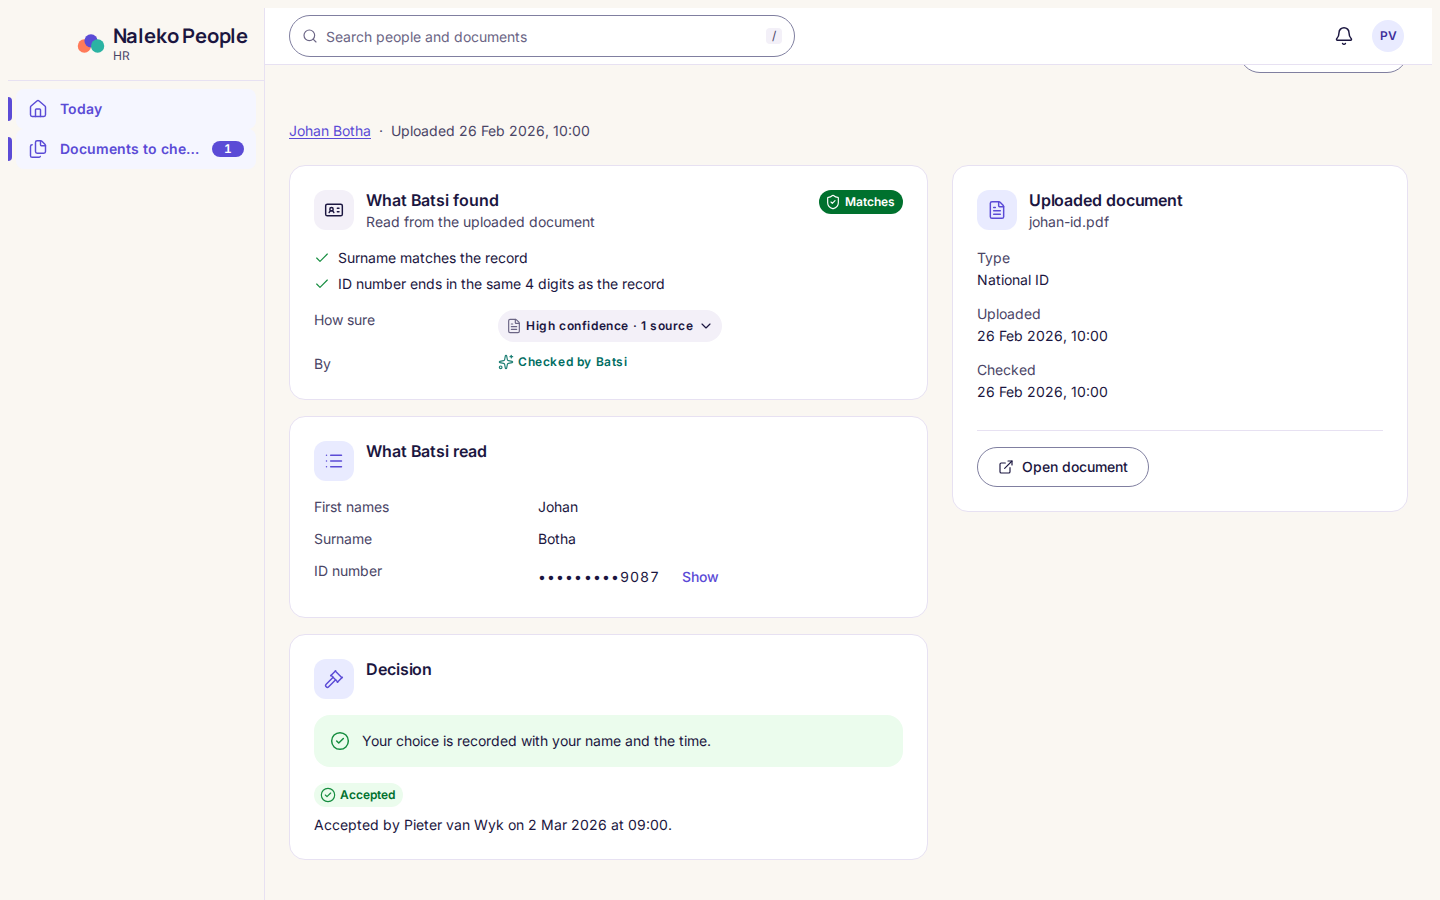 Naleko People
HR
Search people and documents
/
PV
Today
Documents to che...
1
Johan Botha · Uploaded 26 Feb 2026, 10:00
What Batsi found
Read from the uploaded document
Matches
Surname matches the record
ID number ends in the same 4 digits as the record
How sure
High confidence · 1 source
By
Checked by Batsi
What Batsi read
First names
Johan
Surname
Botha
ID number
•••••••••9087
Show
Decision
Your choice is recorded with your name and the time.
Accepted
Accepted by Pieter van Wyk on 2 Mar 2026 at 09:00.
Uploaded document
johan-id.pdf
Type
National ID
Uploaded
26 Feb 2026, 10:00
Checked
26 Feb 2026, 10:00
Open document